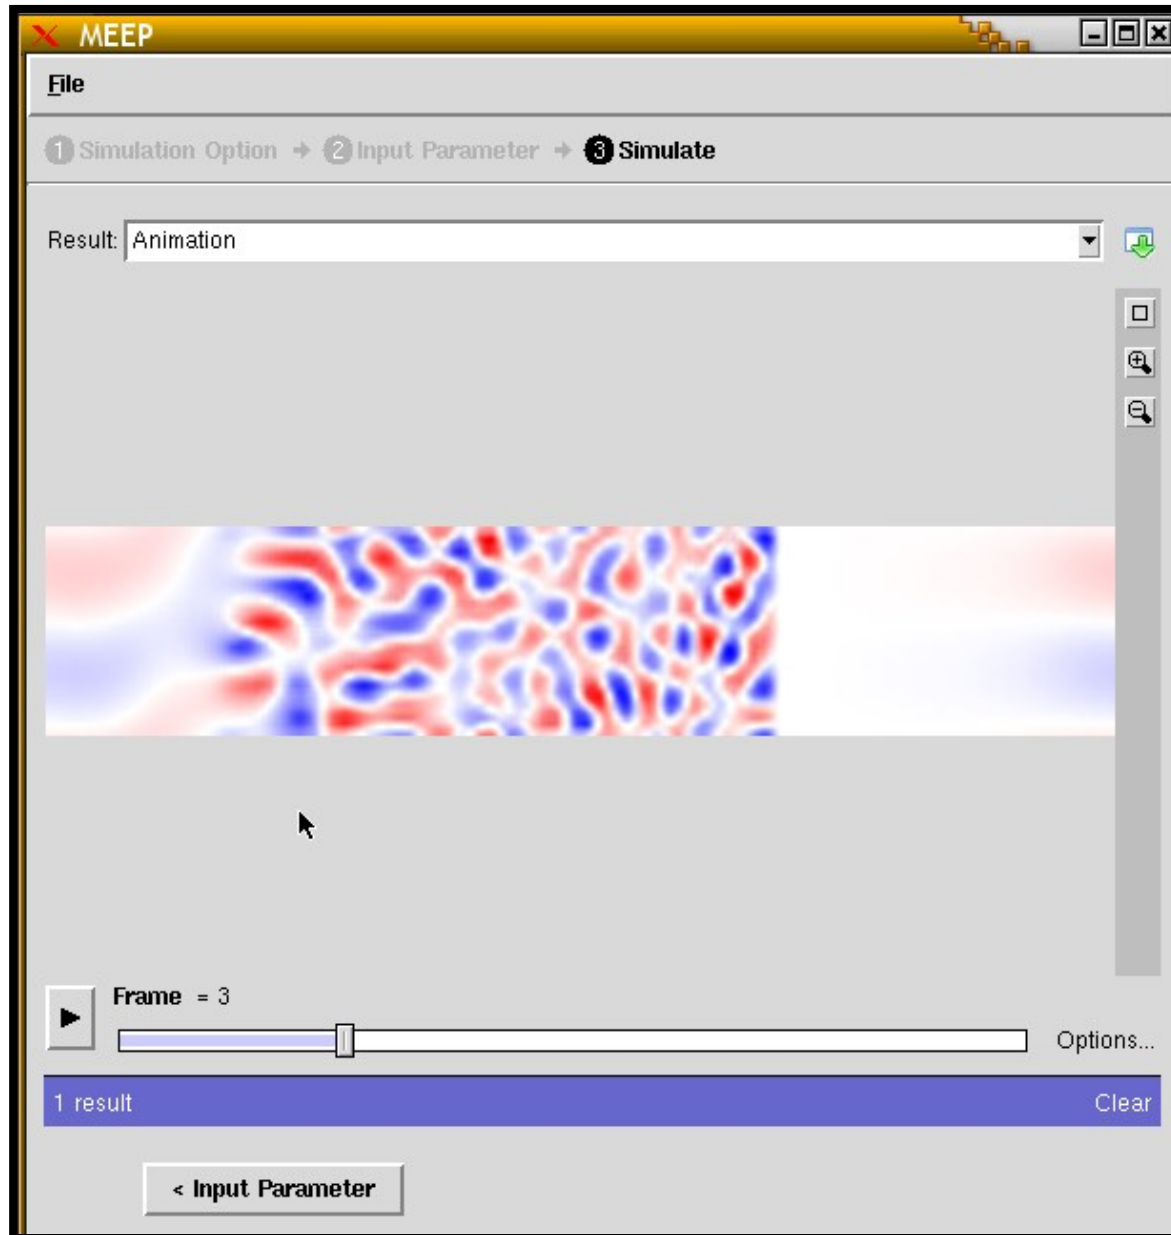 MEEP
File
1 Simulation Option → 2 Input Parameter → 3 Simulate
Result: Animation
Frame = 3
Options...
1 result Clear
< Input Parameter